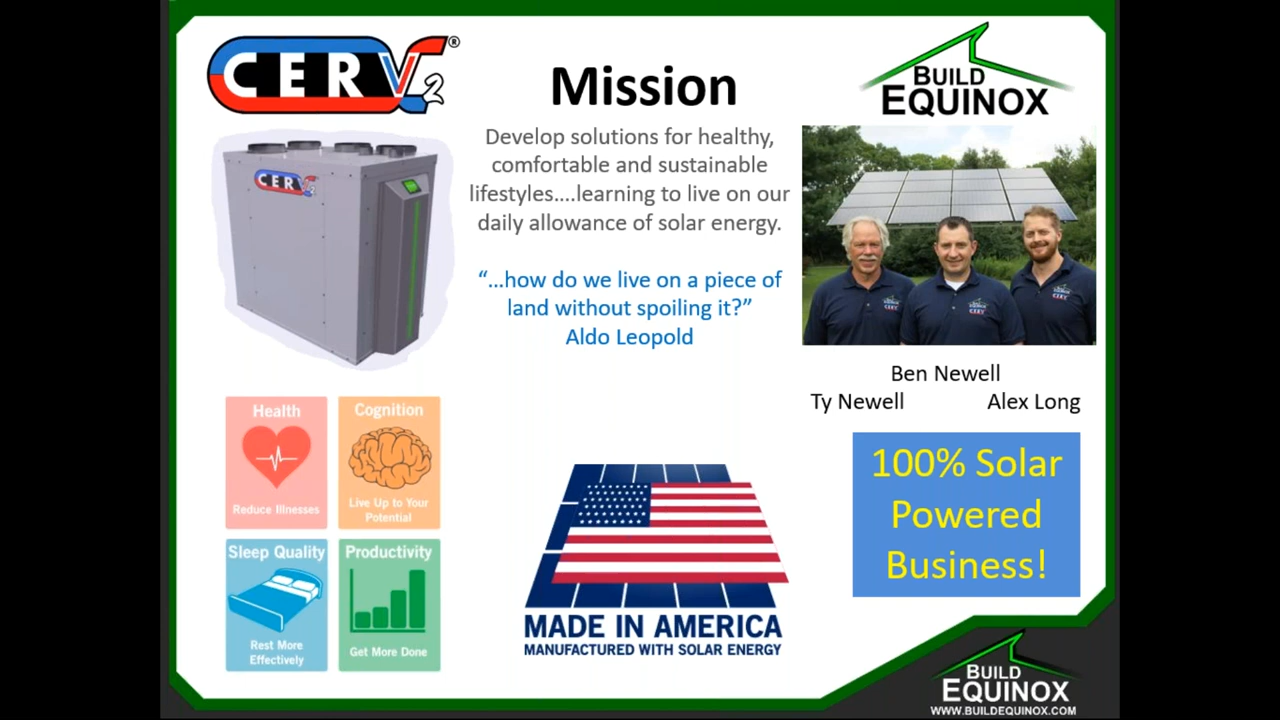 CERV2®
Mission
BUILD
EQUINOX
Develop solutions for healthy,
comfortable and sustainable
lifestyles....learning to live on our
daily allowance of solar energy.
“...how do we live on a piece of
land without spoiling it?”
Aldo Leopold
CERV2
Ben Newell
Ty Newell
Alex Long
Health
Reduce Illnesses
Cognition
Live Up to Your
Potential
Sleep Quality
Rest More
Effectively
Productivity
Get More Done
MADE IN AMERICA
MANUFACTURED WITH SOLAR ENERGY
100% Solar
Powered
Business!
BUILD
EQUINOX
WWW.BUILDEQUINOX.COM